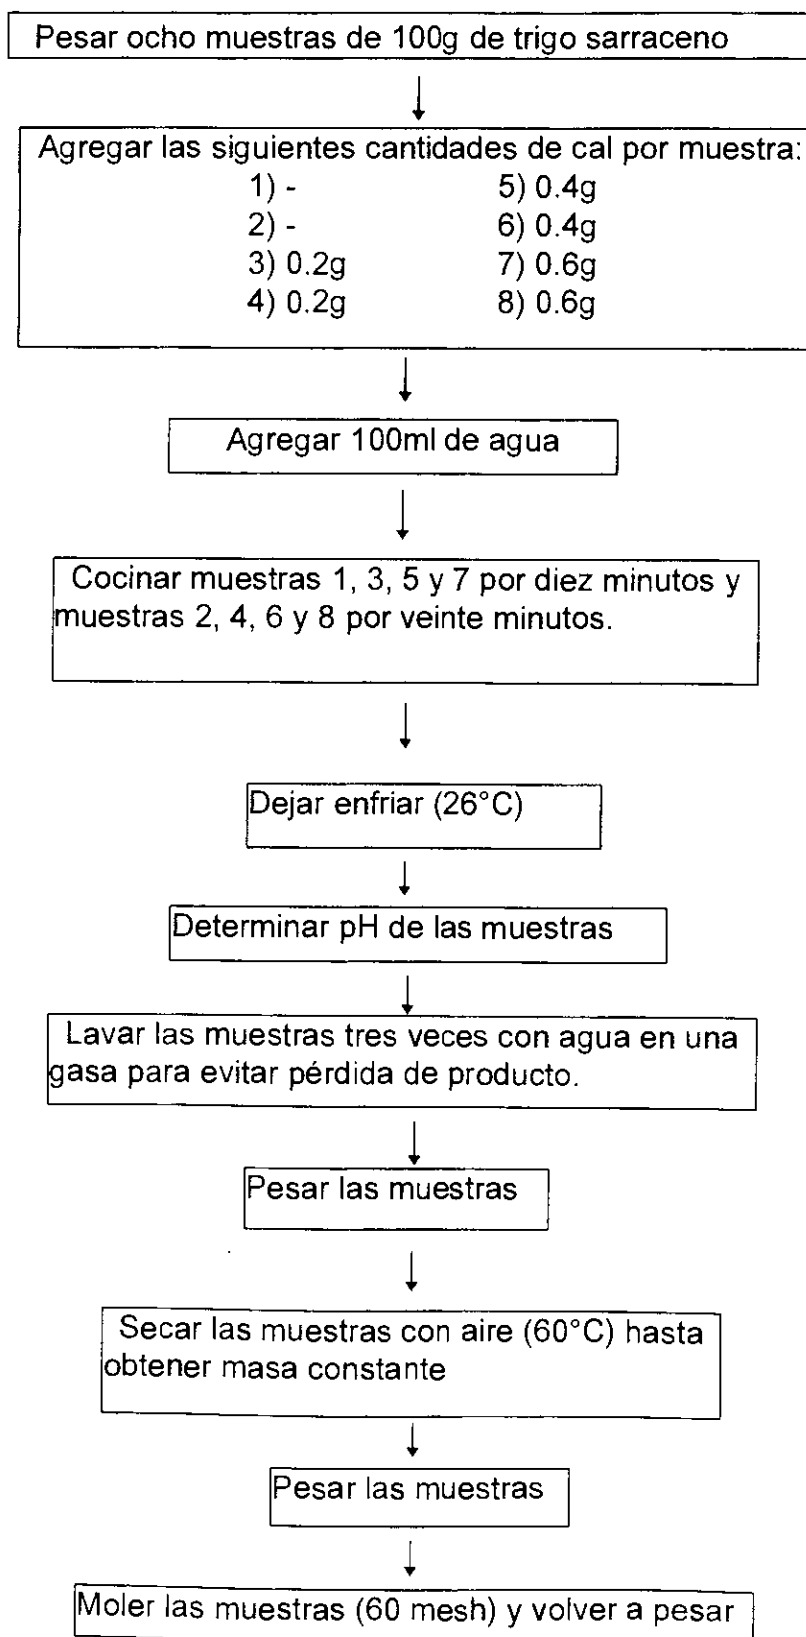 Pesar ocho muestras de 100g de trigo sarraceno
Agregar las siguientes cantidades de cal por muestra:
1) - 5) 0.4g
2) - 6) 0.4g
3) 0.2g 7) 0.6g
4) 0.2g 8) 0.6g
Agregar 100ml de agua
Cocinar muestras 1, 3, 5 y 7 por diez minutos y
muestras 2, 4, 6 y 8 por veinte minutos.
Dejar enfriar (26°C)
Determinar pH de las muestras
Lavar las muestras tres veces con agua en una
gasa para evitar pérdida de producto.
Pesar las muestras
Secar las muestras con aire (60°C) hasta
obtener masa constante
Pesar las muestras
Moler las muestras (60 mesh) y volver a pesar